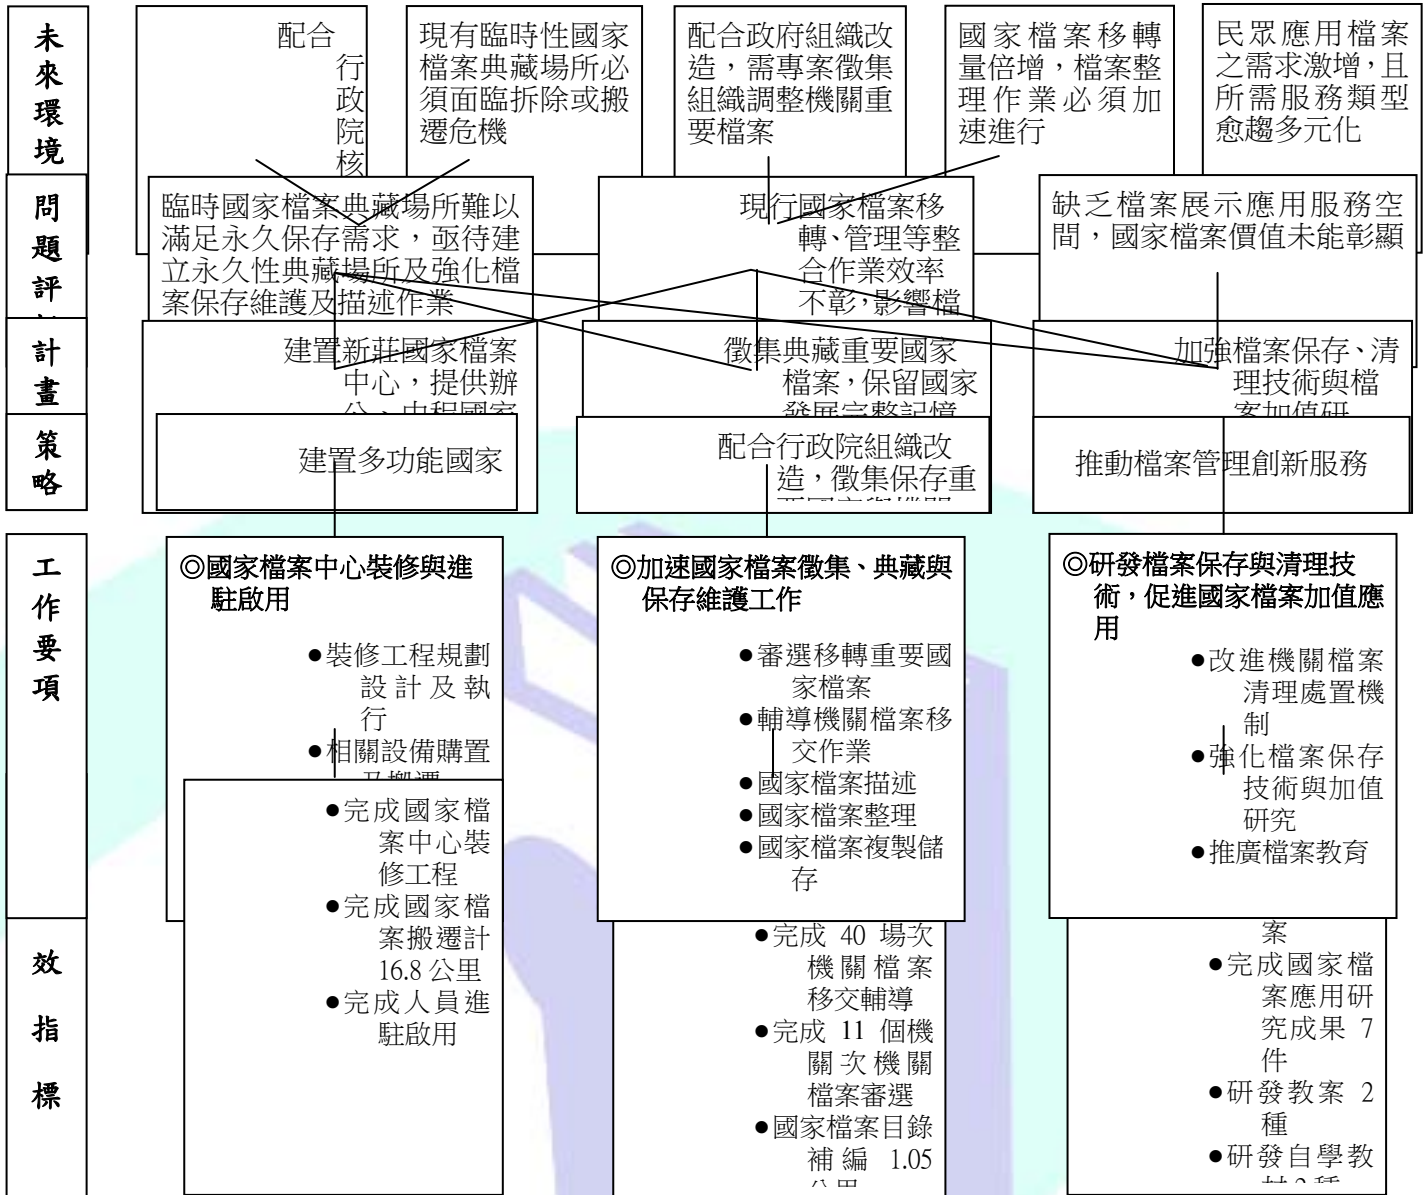 未來環境
配合
行政院核
現有臨時性國家
檔案典藏場所必
須面臨拆除或搬
遷危機
配合政府組織改
造，需專案徵集
組織調整機關重
要檔案
國家檔案移轉
量倍增，檔案整
理作業必須加
速進行
民眾應用檔案
之需求激增，且
所需服務類型
愈趨多元化
問題評
臨時國家檔案典藏場所難以
滿足永久保存需求，亟待建
立永久性典藏場所及強化檔
案保存維護及描述作業
現行國家檔案移
轉、管理等整
合作業效率
不彰，影響檔
缺乏檔案展示應用服務空
間，國家檔案價值未能彰顯
計畫
建置新莊國家檔案
中心，提供辦
徵集典藏重要國家
檔案，保留國家
發展完整記憶
加強檔案保存、清
理技術與檔
案加值研
策略
建置多功能國家
配合行政院組織改
造，徵集保存重
推動檔案管理創新服務
工作要項
◎國家檔案中心裝修與進
駐啟用
●裝修工程規劃
設計及執
行
●相關設備購置
及搬遷
◎加速國家檔案徵集、典藏與
保存維護工作
●審選移轉重要國
家檔案
●輔導機關檔案移
交作業
●國家檔案描述
●國家檔案整理
●國家檔案複製儲
存
◎研發檔案保存與清理技
術，促進國家檔案加值應
用
●改進機關檔案
清理處置機
制
●強化檔案保存
技術與加值
研究
●推廣檔案教育
效指標
●完成國家檔
案中心裝
修工程
●完成國家檔
案搬遷計
16.8 公里
●完成人員進
駐啟用
●完成 40 場次
機關檔案
移交輔導
●完成 11 個機
關次機關
檔案審選
●國家檔案目錄
補編 1.05
案
●完成國家檔
案應用研
究成果 7
件
●研發教案 2
種
●研發自學教